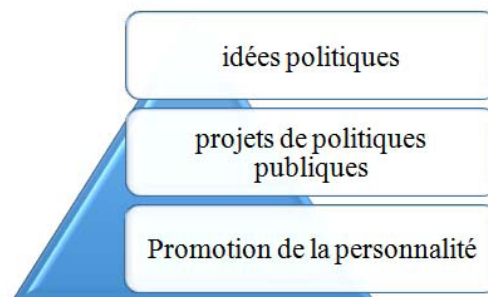 idées politiques
projets de politiques
publiques
Promotion de la personnalité